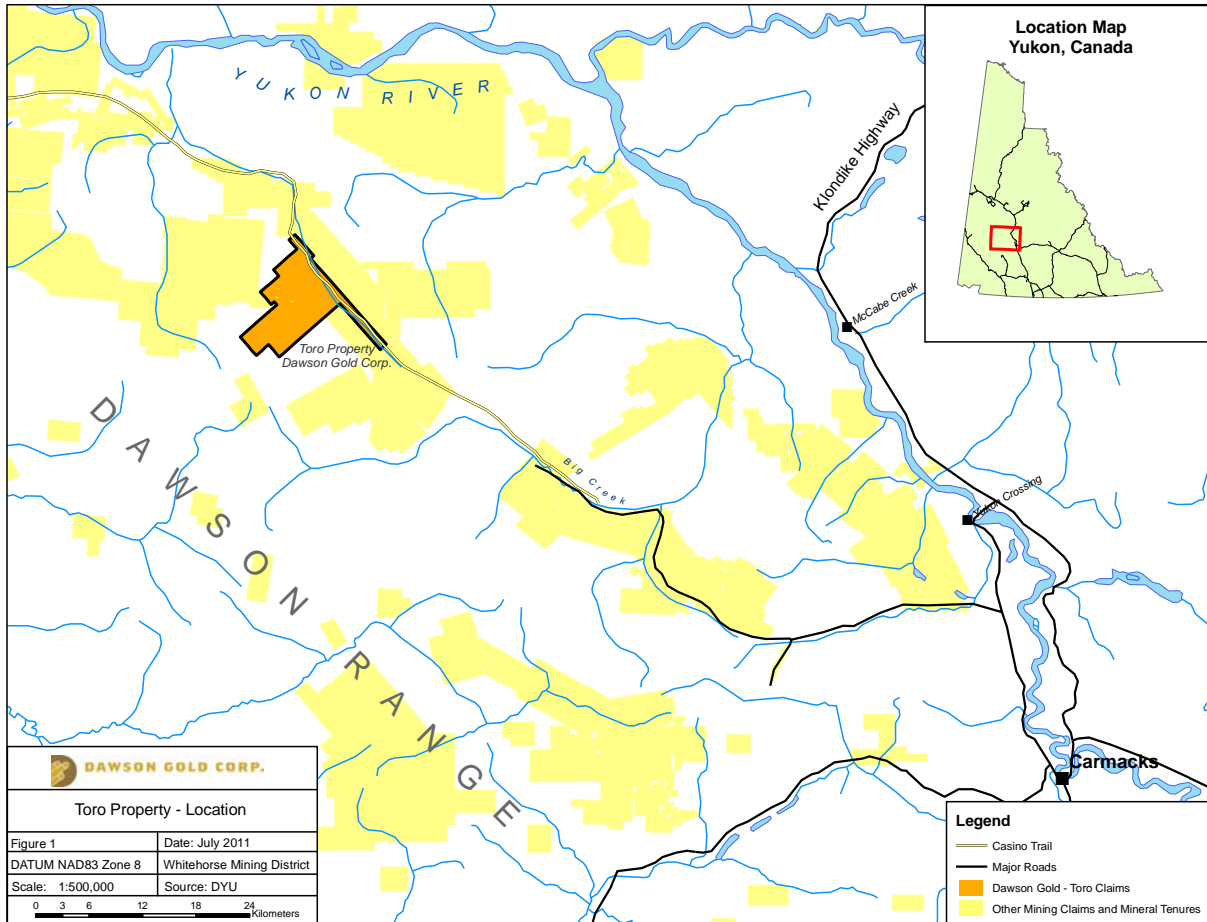 Location Map
Yukon, Canada
YUKON RIVER
Klondike Highway
McCabe Creek
Toro Property
Dawson Gold Corp.
DAWSON RANGE
Big Creek
Yukon Crossing
Carmacks
DAWSON GOLD CORP.
Toro Property - Location
Figure 1
Date: July 2011
DATUM NAD83 Zone 8
Whitehorse Mining District
Scale: 1:500,000
Source: DYU
0 3 6 12 18 24
Kilometers
Legend
Casino Trail
Major Roads
Dawson Gold - Toro Claims
Other Mining Claims and Mineral Tenures